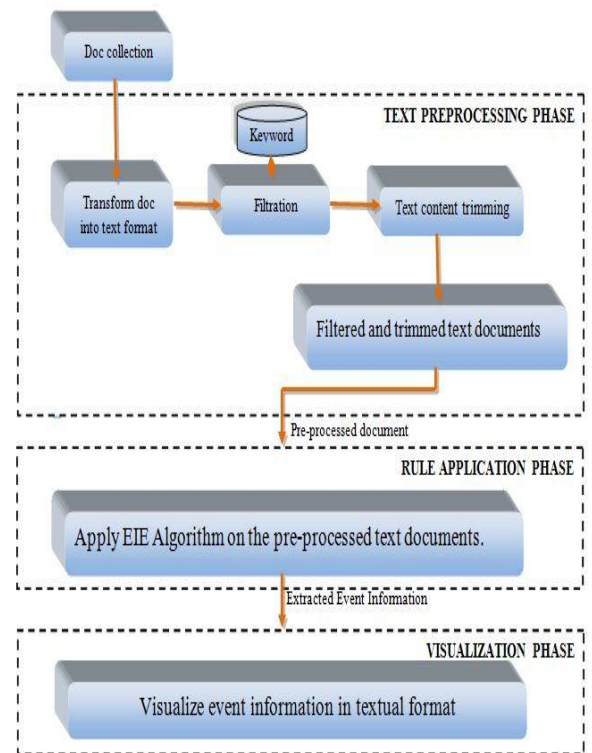 Doc collection
TEXT PREPROCESSING PHASE
Keyword
Transform doc
into text format
Filtration
Text content trimming
Filtered and trimmed text documents
Pre-processed document
RULE APPLICATION PHASE
Apply EIE Algorithm on the pre-processed text documents.
Extracted Event Information
VISUALIZATION PHASE
Visualize event information in textual format